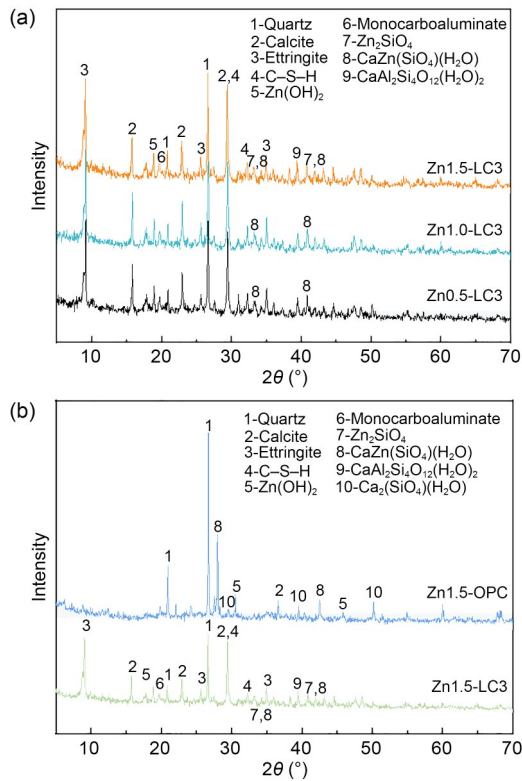 (a)
1-Quartz 6-Monocarboaluminate
2-Calcite 7-Zn₂SiO₄
3-Ettringite 8-CaZn(SiO₄)(H₂O)
4-C–S–H 9-CaAl₂Si₄O₁₂(H₂O)₂
5-Zn(OH)₂
3 2 5 6 1 2 3 1 2,4 4 7,8 3 9 7,8
Zn1.5-LC3
8 8
Zn1.0-LC3
8 8
Zn0.5-LC3
Intensity
10 20 30 40 50 60 70
2θ (°)
(b)
1-Quartz 6-Monocarboaluminate
2-Calcite 7-Zn₂SiO₄
3-Ettringite 8-CaZn(SiO₄)(H₂O)
4-C–S–H 9-CaAl₂Si₄O₁₂(H₂O)₂
5-Zn(OH)₂ 10-Ca₂(SiO₄)(H₂O)
1 1 8 10 5 2 10 8 5 10
Zn1.5-OPC
3 2 5 6 1 2 3 1 2,4 4 7,8 3 9 7,8
Zn1.5-LC3
Intensity
10 20 30 40 50 60 70
2θ (°)